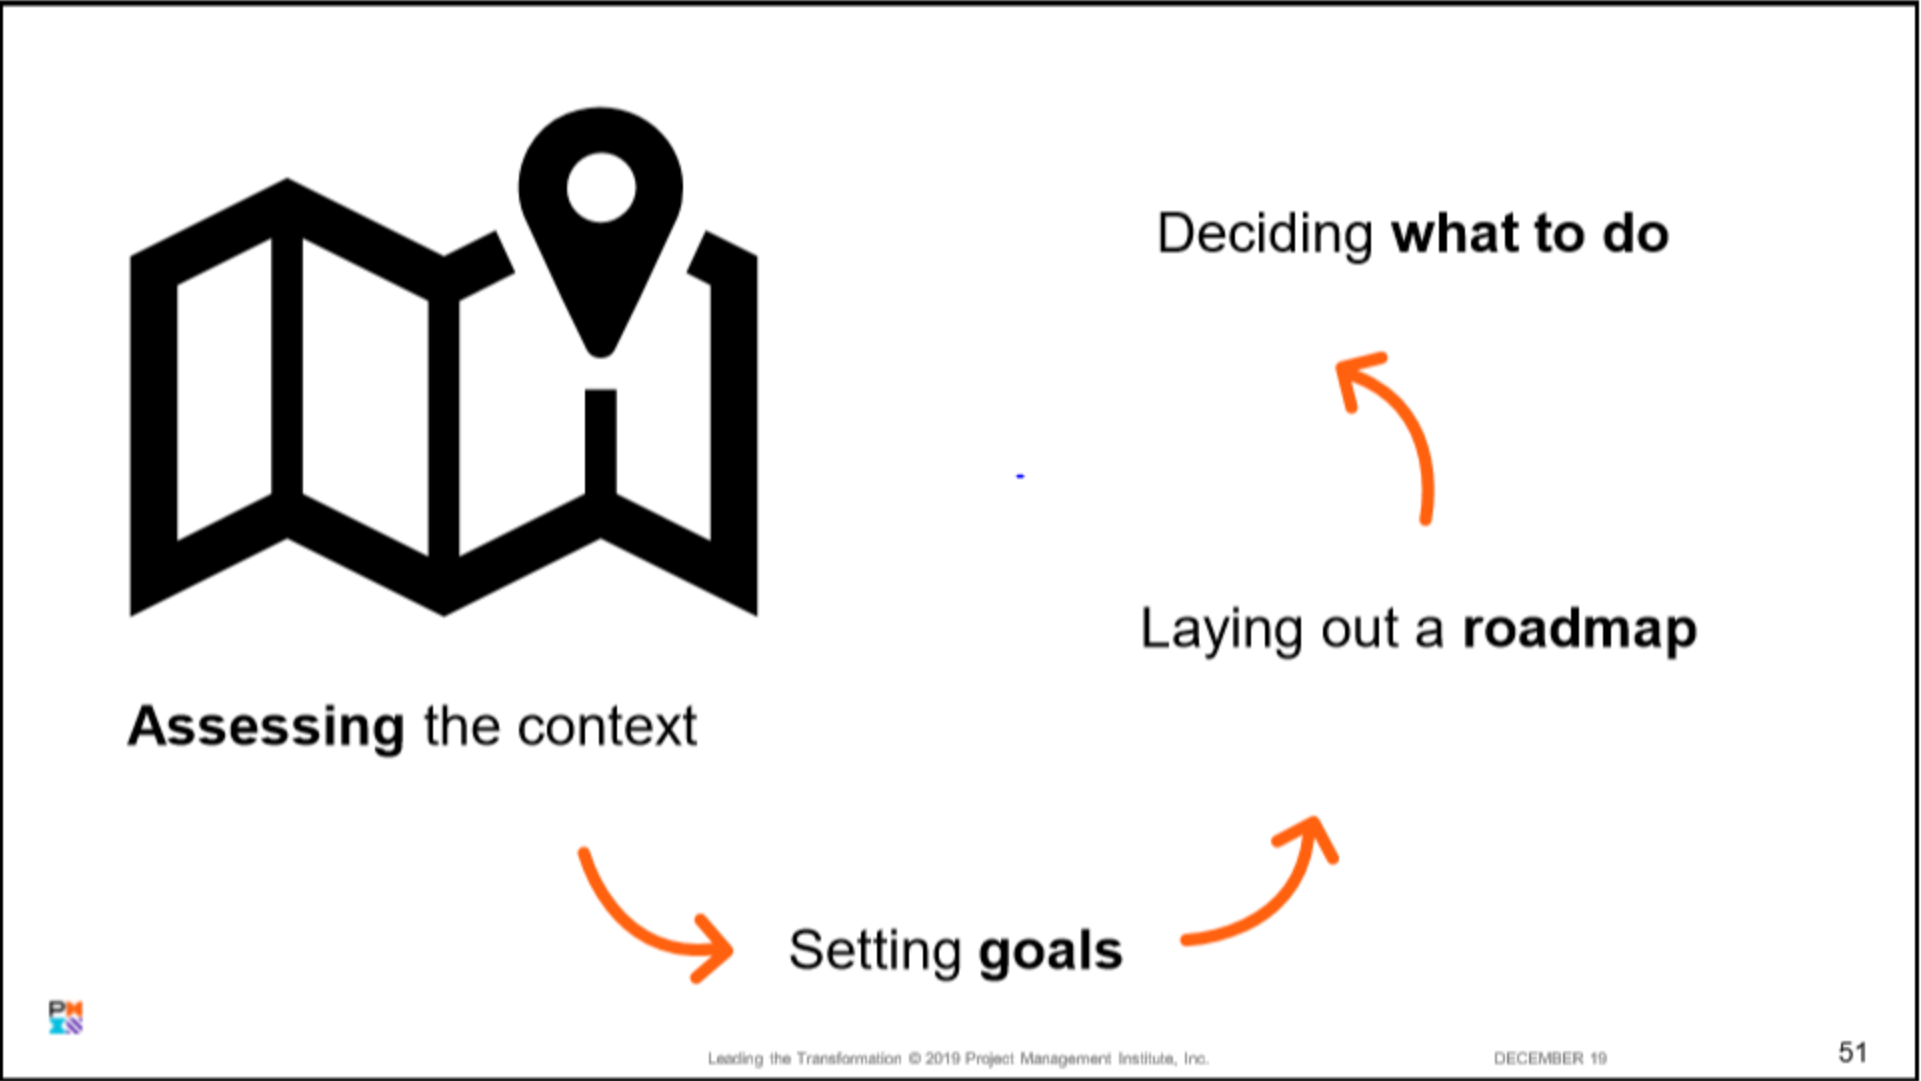 Deciding what to do
Laying out a roadmap
Assessing the context
Setting goals
PM
Leading the Transformation © 2019 Project Management Institute, Inc.
DECEMBER 19
51